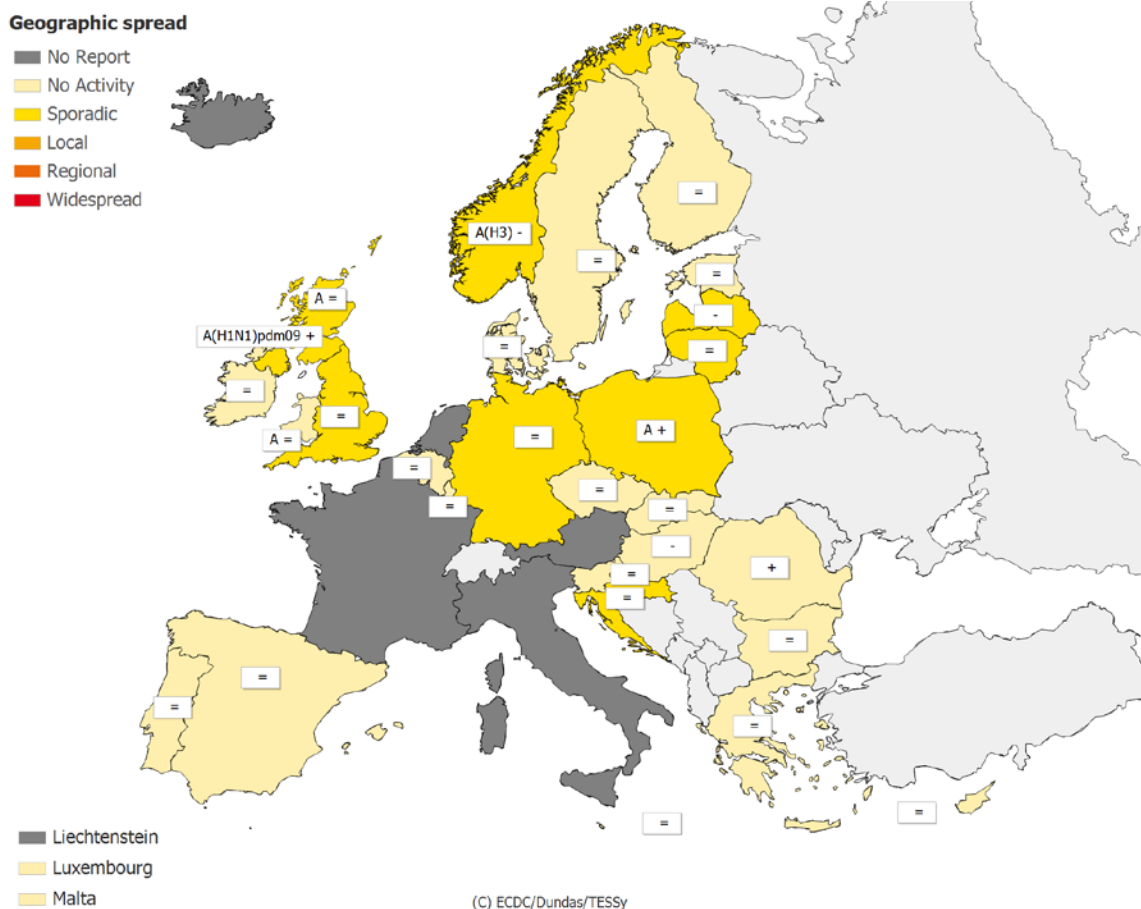 Geographic spread
No Report
No Activity
Sporadic
Local
Regional
Widespread
A(H3) -
=
=
=
A =
-
A(H1N1)pdm09 +
=
=
=
=
A =
=
A +
=
=
=
=
-
+
=
=
=
=
=
=
=
=
Liechtenstein
Luxembourg
Malta
(C) ECDC/Dundas/TESSy